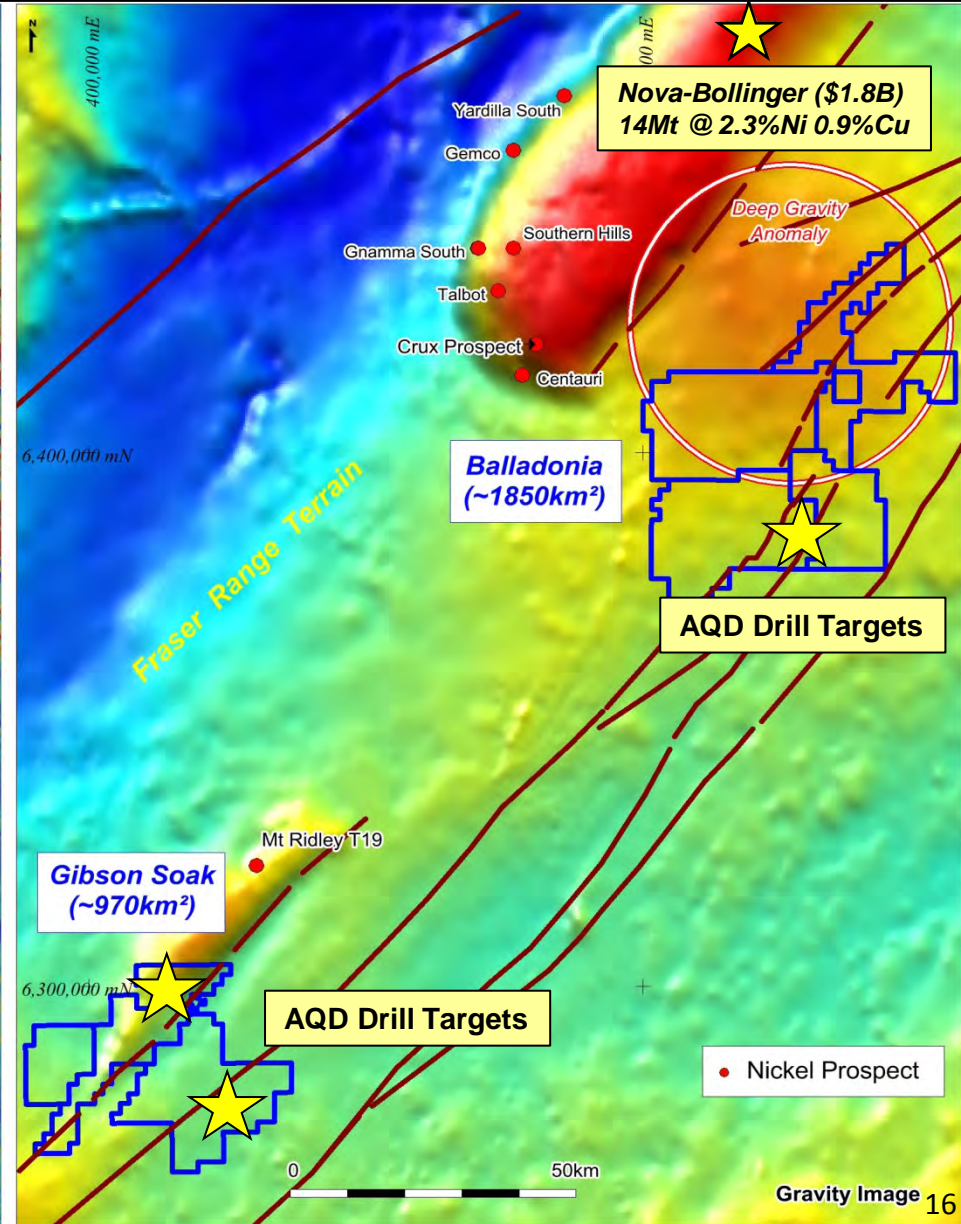 N
400,000 mE
00 mE
Yardilla South
Nova-Bollinger ($1.8B)
14Mt @ 2.3%Ni 0.9%Cu
Gemco
Deep Gravity
Anomaly
Gnamma South
Southern Hills
Talbot
Crux Prospect
Centauri
6,400,000 mN
Balladonia
(~1850km²)
Fraser Range Terrain
AQD Drill Targets
Mt Ridley T19
Gibson Soak
(~970km²)
6,300,000 mN
AQD Drill Targets
Nickel Prospect
0 50km
Gravity Image 16